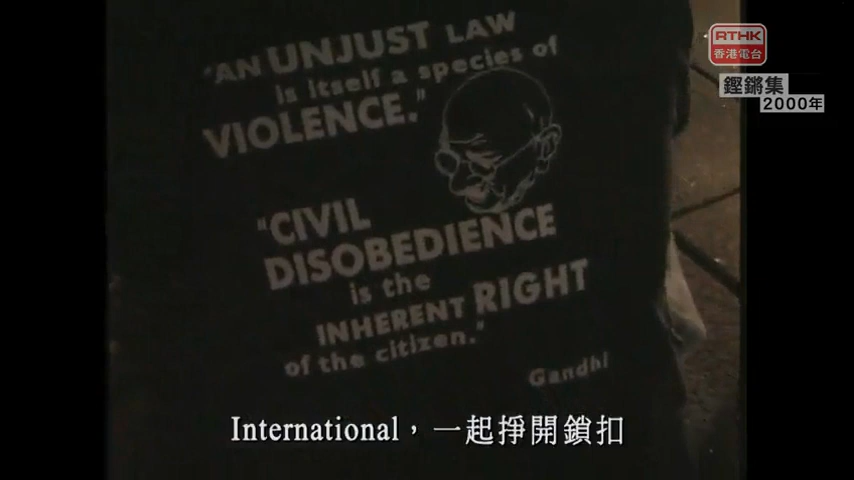 RTHK
香港電台
鏗鏘集
2000年
"AN UNJUST LAW
is itself a species of
VIOLENCE."
"CIVIL
DISOBEDIENCE
is the
INHERENT RIGHT
of the citizen."
Gandhi
International，一起掙開鎖扣